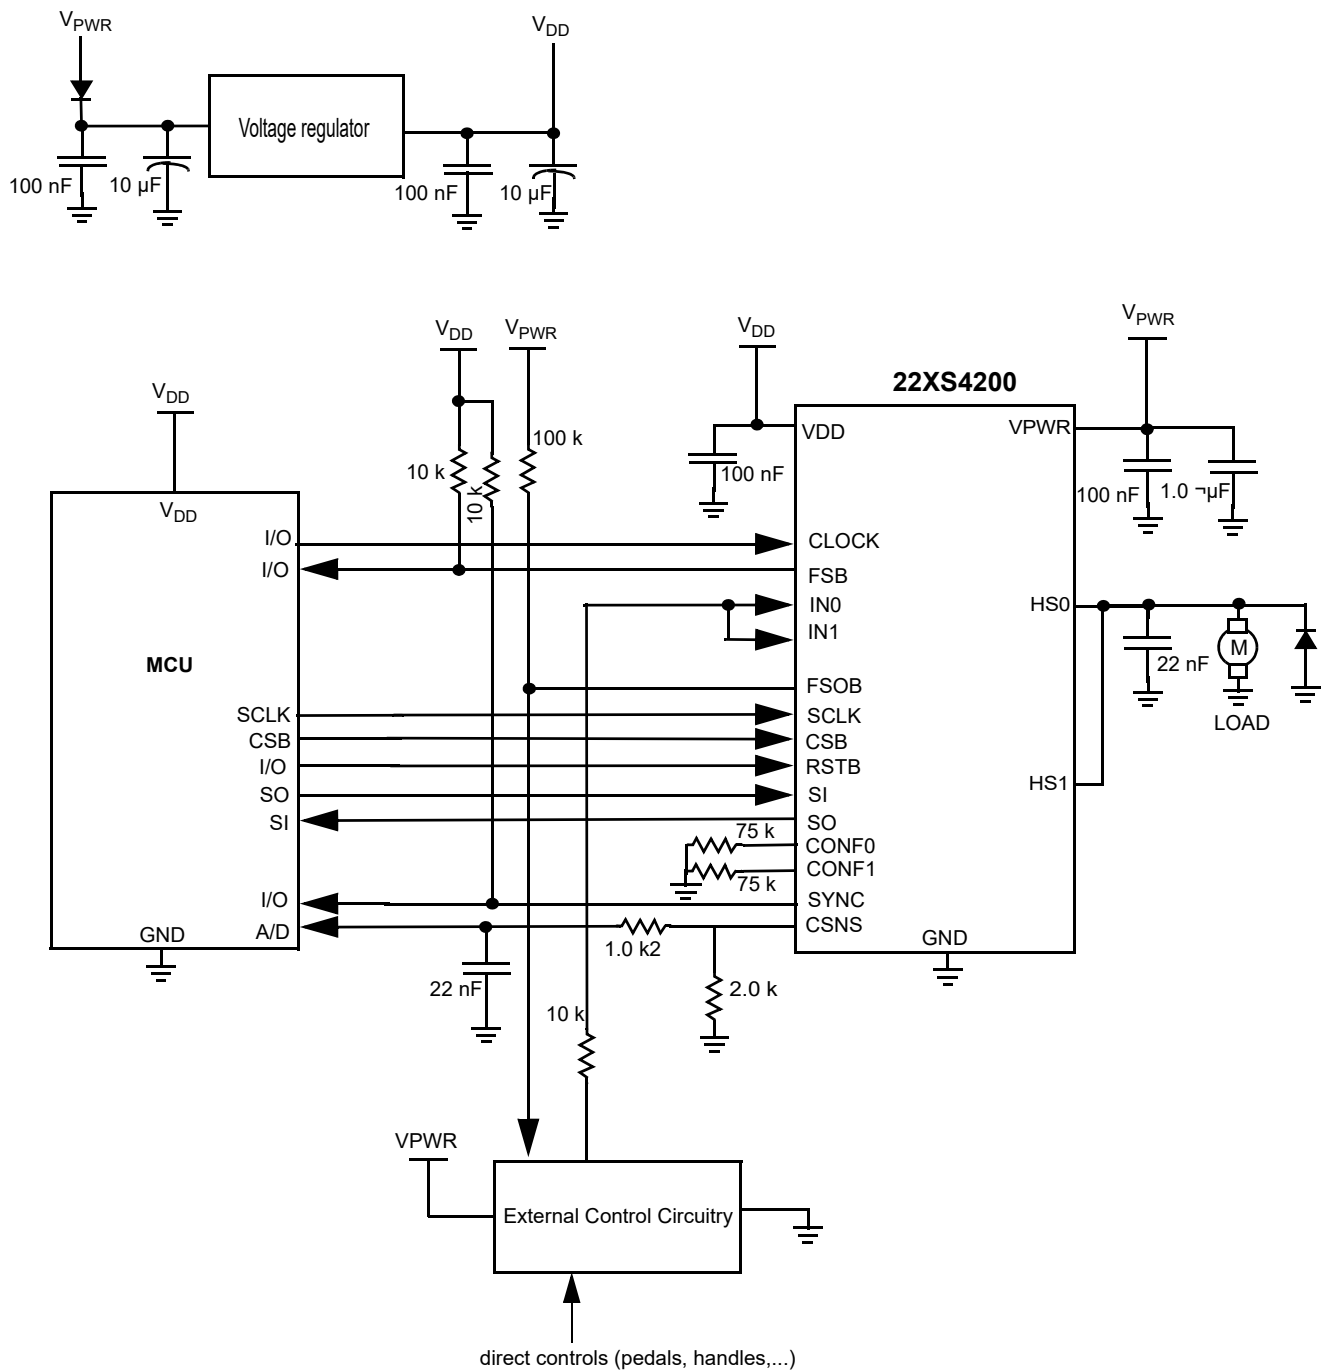 VPWR
VDD
Voltage regulator
100 nF
10 µF
100 nF
10 µF
VDD
VPWR
VDD
VPWR
22XS4200
VDD
100 k
VDD
VPWR
10 k
10 k
100 nF
100 nF
1.0 ¬µF
VDD
I/O
CLOCK
I/O
FSB
IN0
HS0
IN1
MCU
22 nF
M
FSOB
LOAD
SCLK
SCLK
CSB
CSB
I/O
RSTB
HS1
SO
SI
SI
SO
75 k
CONF0
CONF1
75 k
I/O
SYNC
A/D
CSNS
GND
GND
1.0 k2
22 nF
2.0 k
10 k
VPWR
External Control Circuitry
direct controls (pedals, handles,...)